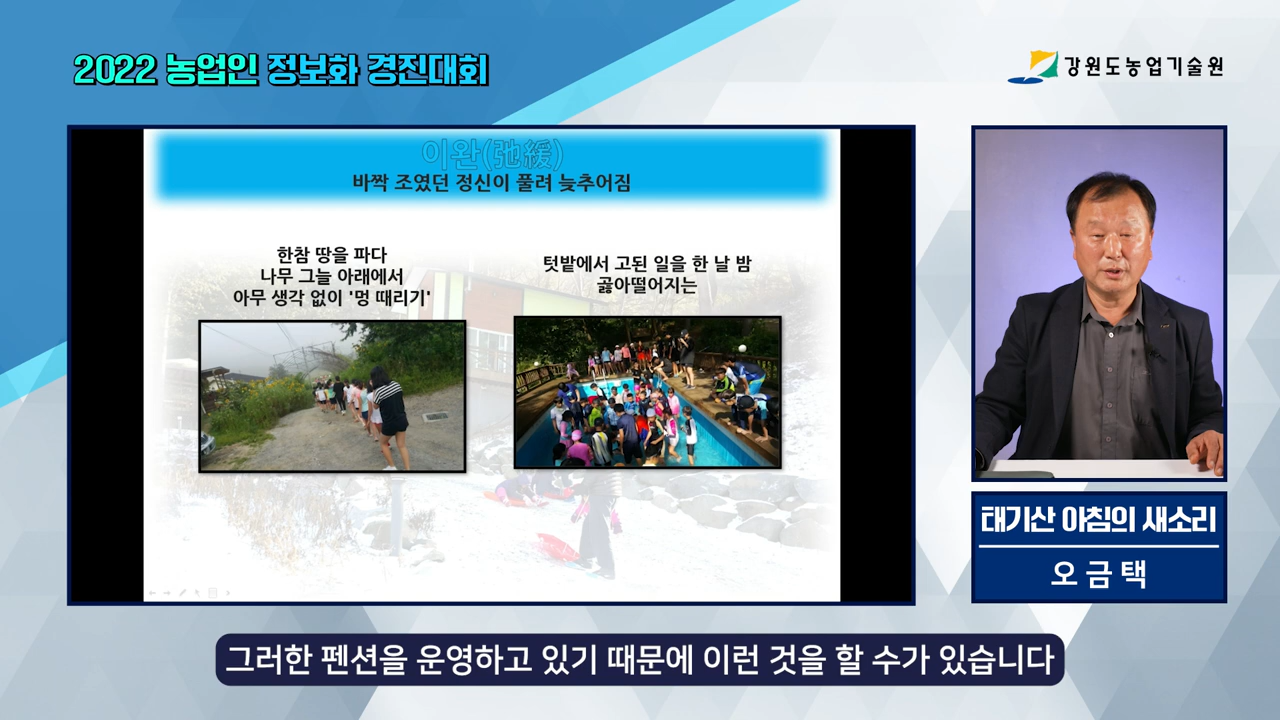 2022 농업인 정보화 경진대회
강원도농업기술원
이완(弛緩)
바짝 조였던 정신이 풀려 늦추어짐
한참 땅을 파다
나무 그늘 아래에서
아무 생각 없이 '멍 때리기'
텃밭에서 고된 일을 한 날 밤
곯아떨어지는
태기산 아침의 새소리
오금택
그러한 펜션을 운영하고 있기 때문에 이런 것을 할 수가 있습니다